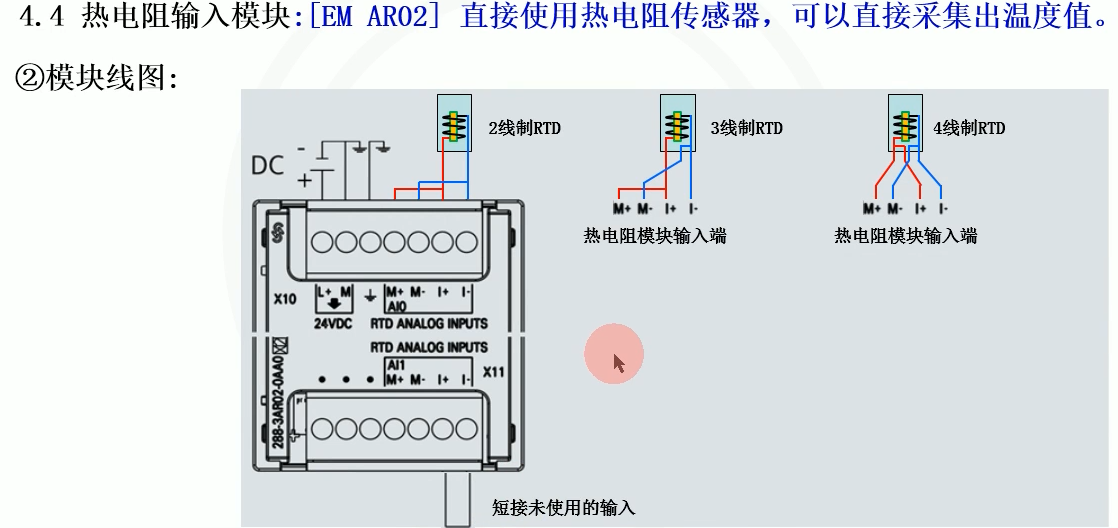 4.4 热电阻输入模块:[EM AR02] 直接使用热电阻传感器，可以直接采集出温度值。
②模块线图:
2线制RTD
3线制RTD
4线制RTD
DC - +
M+ M- I+ I-
M+ M- I+ I-
热电阻模块输入端
热电阻模块输入端
X10
L+ M
M+ M- I+ I-
AI0
24VDC
RTD ANALOG INPUTS
RTD ANALOG INPUTS
AI1
M+ M- I+ I-
X11
288-3AR02-0AA0
短接未使用的输入